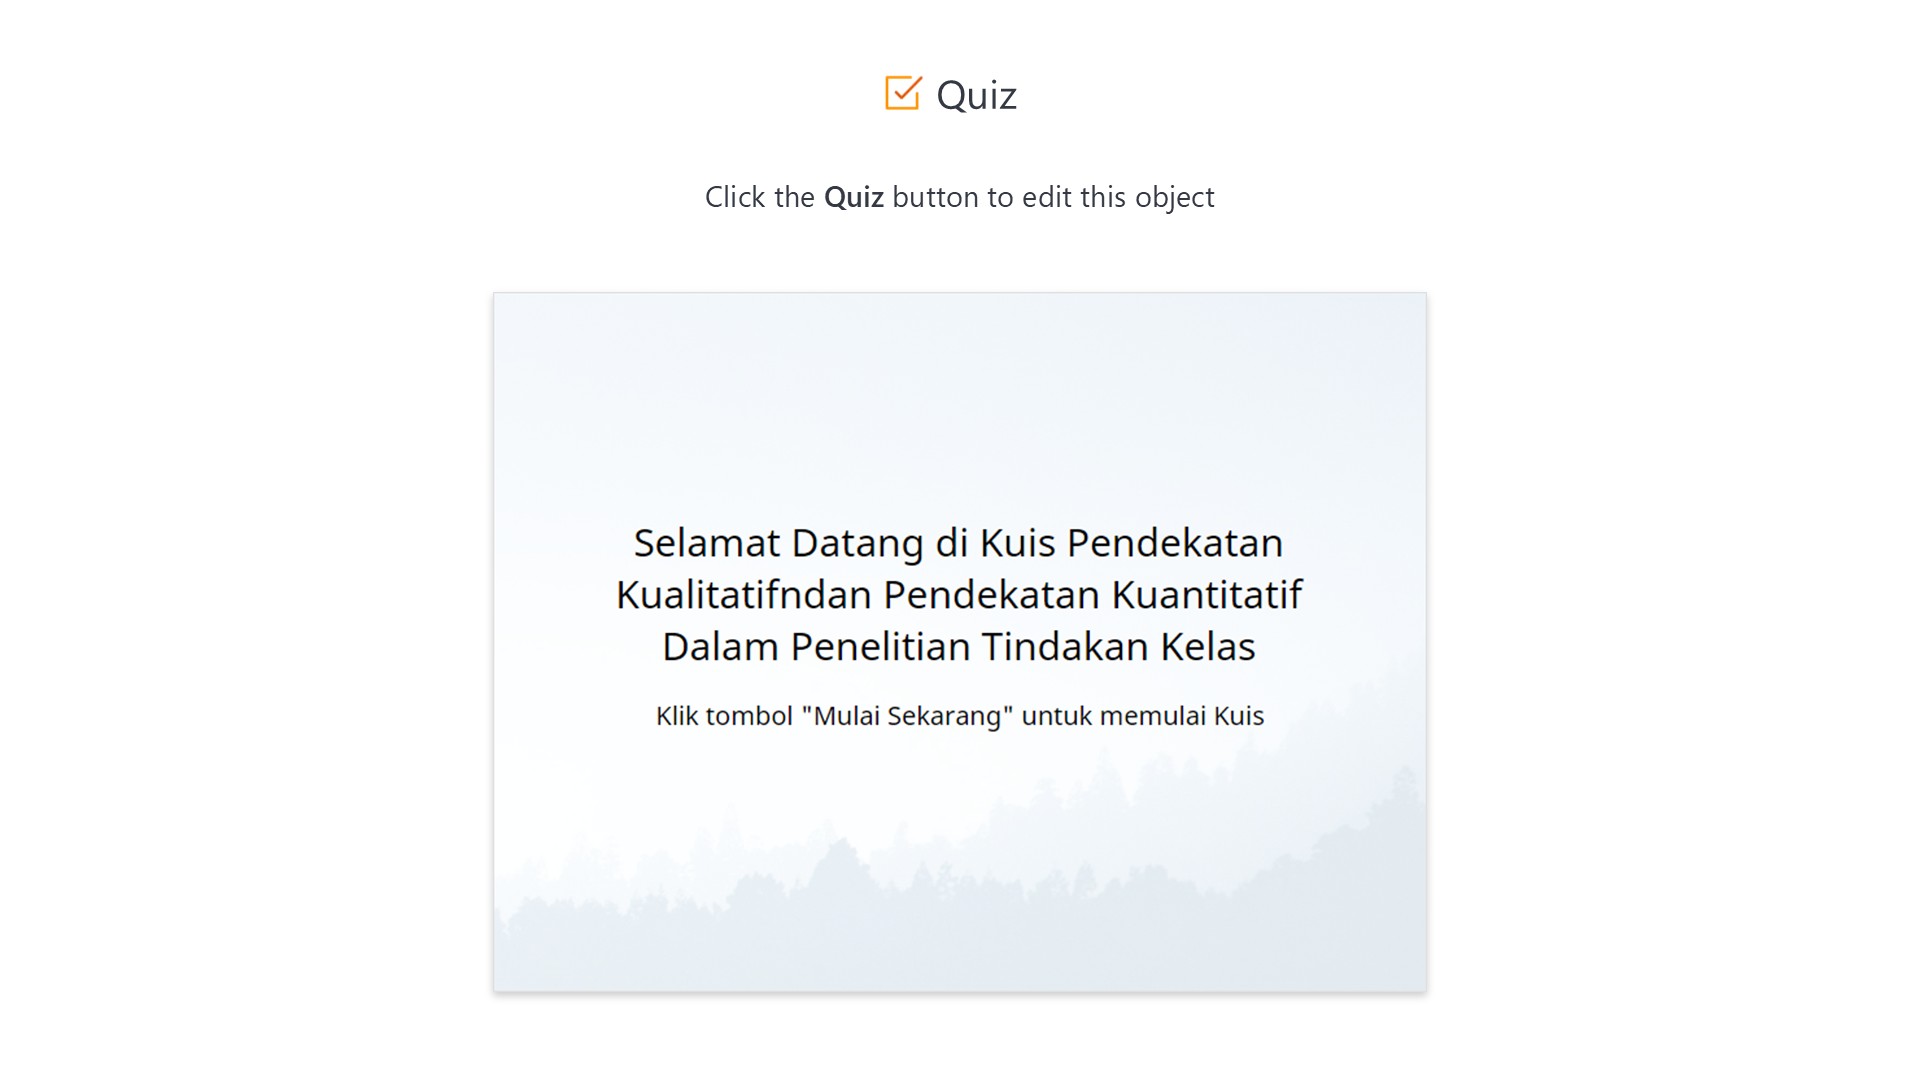 Quiz
Click the Quiz button to edit this object
Selamat Datang di Kuis Pendekatan
Kualitatifndan Pendekatan Kuantitatif
Dalam Penelitian Tindakan Kelas
Klik tombol "Mulai Sekarang" untuk memulai Kuis